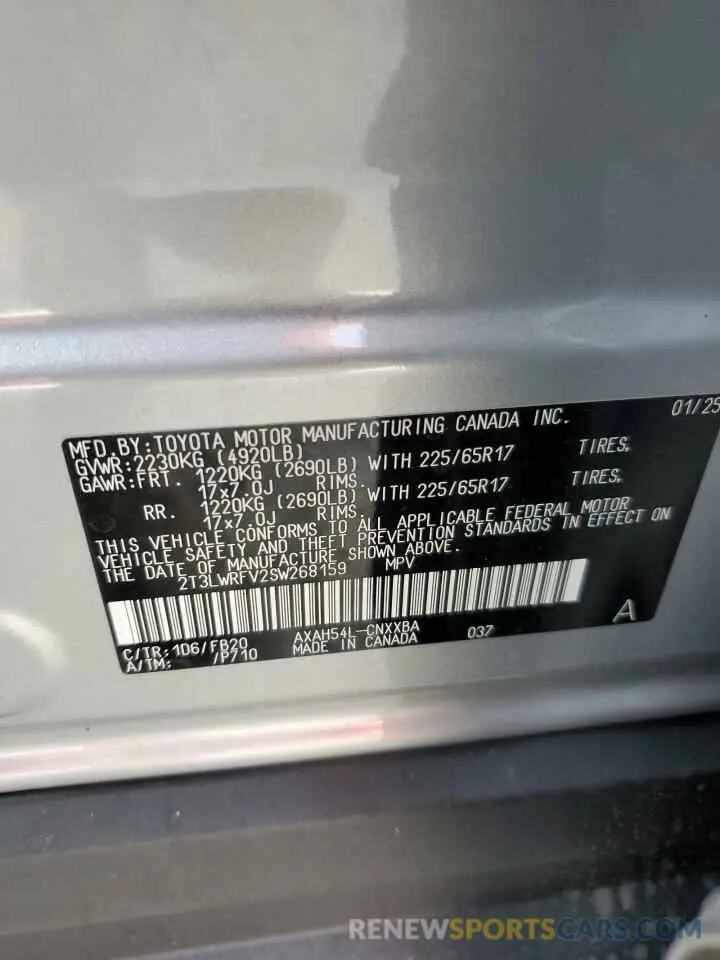 MFD.BY:TOYOTA MOTOR MANUFACTURING CANADA INC. 01/25
GVWR:2230KG (4920LB)
GAWR:FRT. 1220KG (2690LB) WITH 225/65R17 TIRES.
17x7.0J RIMS.
RR. 1220KG (2690LB) WITH 225/65R17 TIRES.
17x7.0J RIMS.
THIS VEHICLE CONFORMS TO ALL APPLICABLE FEDERAL MOTOR
VEHICLE SAFETY AND THEFT PREVENTION STANDARDS IN EFFECT ON
THE DATE OF MANUFACTURE SHOWN ABOVE.
2T3LWRFV2SW268159 MPV
C/TR:1D6/FB20 AXAH54L-CNXXBA 037 A
A/TM: /P710 MADE IN CANADA
RENEWSPORTSCARS.COM